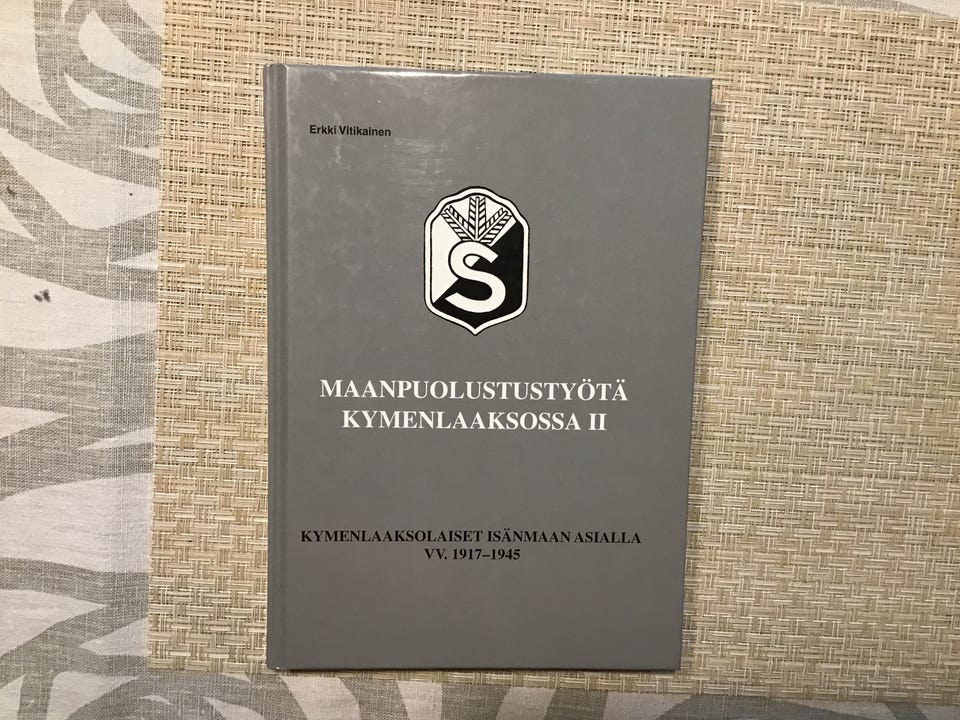 Erkki Vitikainen
S
MAANPUOLUSTUSTYÖTÄ
KYMENLAAKSOSSA II
KYMENLAAKSOLAISET ISÄNMAAN ASIALLA
VV. 1917–1945